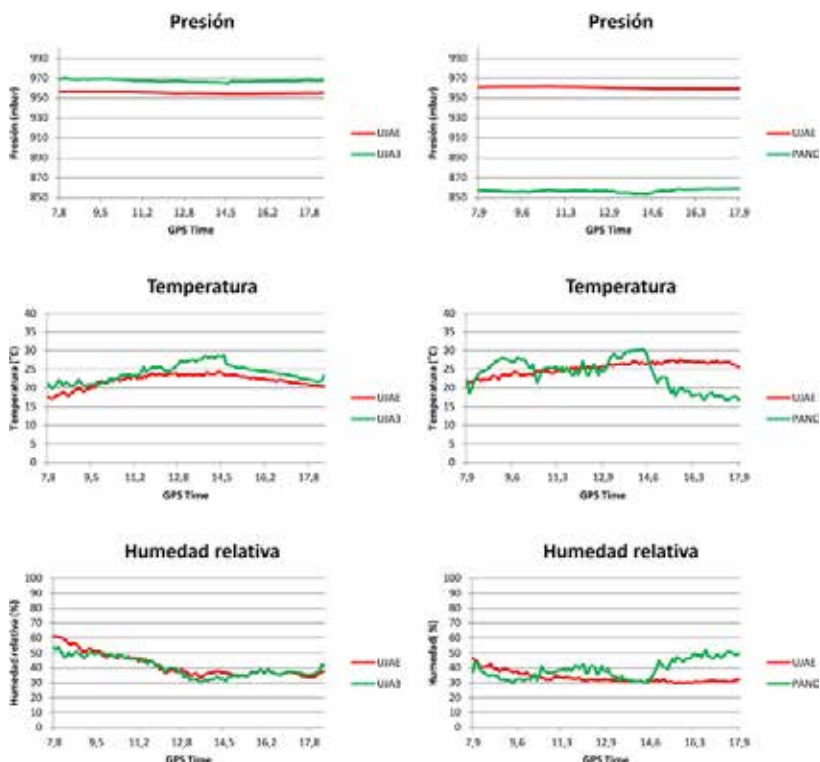 Presión
Presión (mbar)
990
970
950
930
910
890
870
850
7,8 9,5 11,2 12,8 14,5 16,2 17,8
GPS Time
UJAE
UJA3
Presión
Presión (mbar)
990
970
950
930
910
890
870
850
7,9 9,6 11,3 12,9 14,6 16,3 17,9
GPS Time
UJAE
PAND
Temperatura
Temperatura (°C)
40
35
30
25
20
15
10
5
0
7,8 9,5 11,2 12,8 14,5 16,2 17,8
GPS Time
UJAE
UJA3
Temperatura
Temperatura (°C)
40
35
30
25
20
15
10
5
0
7,9 9,6 11,3 12,9 14,6 16,3 17,9
GPS Time
UJAE
PAND
Humedad relativa
Humedad relativa (%)
100
90
80
70
60
50
40
30
20
10
0
7,8 9,5 11,2 12,8 14,5 16,2 17,8
GPS Time
UJAE
UJA3
Humedad relativa
Humedad( %)
100
90
80
70
60
50
40
30
20
10
0
7,9 9,6 11,3 12,9 14,6 16,3 17,9
GPS Time
UJAE
PAND